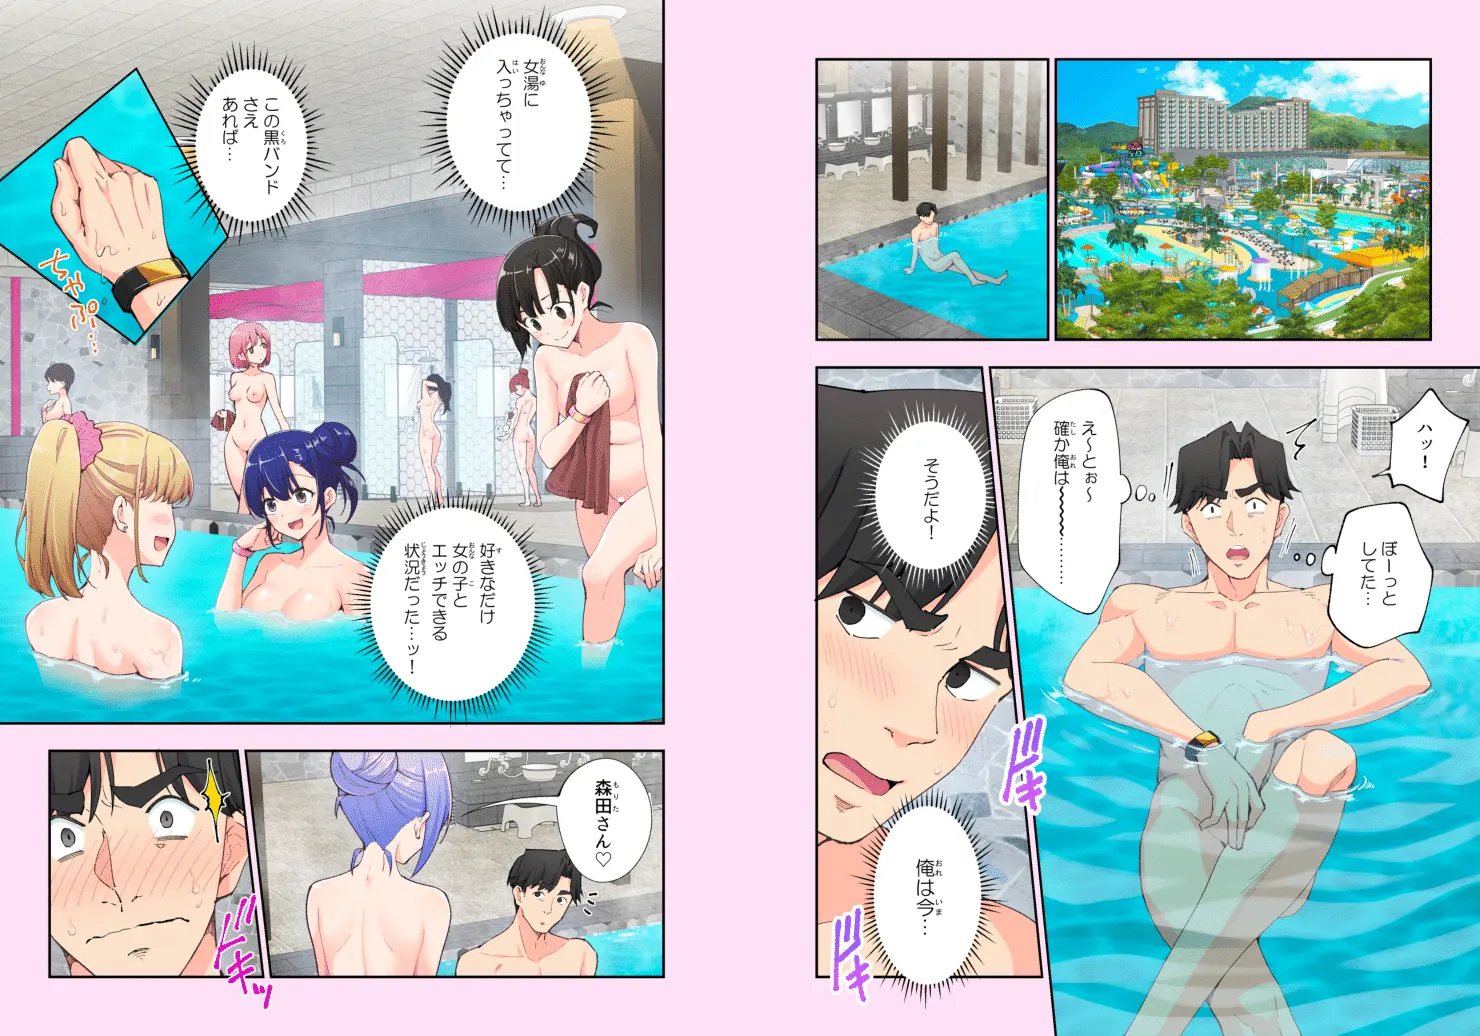 ハッ！
ぼーっと
してた…
え～とぉ～
確か俺は～～～～………
そうだよ！
ドキ
俺は今…
ドキ
女湯に
入っちゃってて…
この黒バンド
さえ
あれば…
ちゃぷ…
好きなだけ
女の子と
エッチできる
状況だった…ッ！
森田さん♡
ドキッ